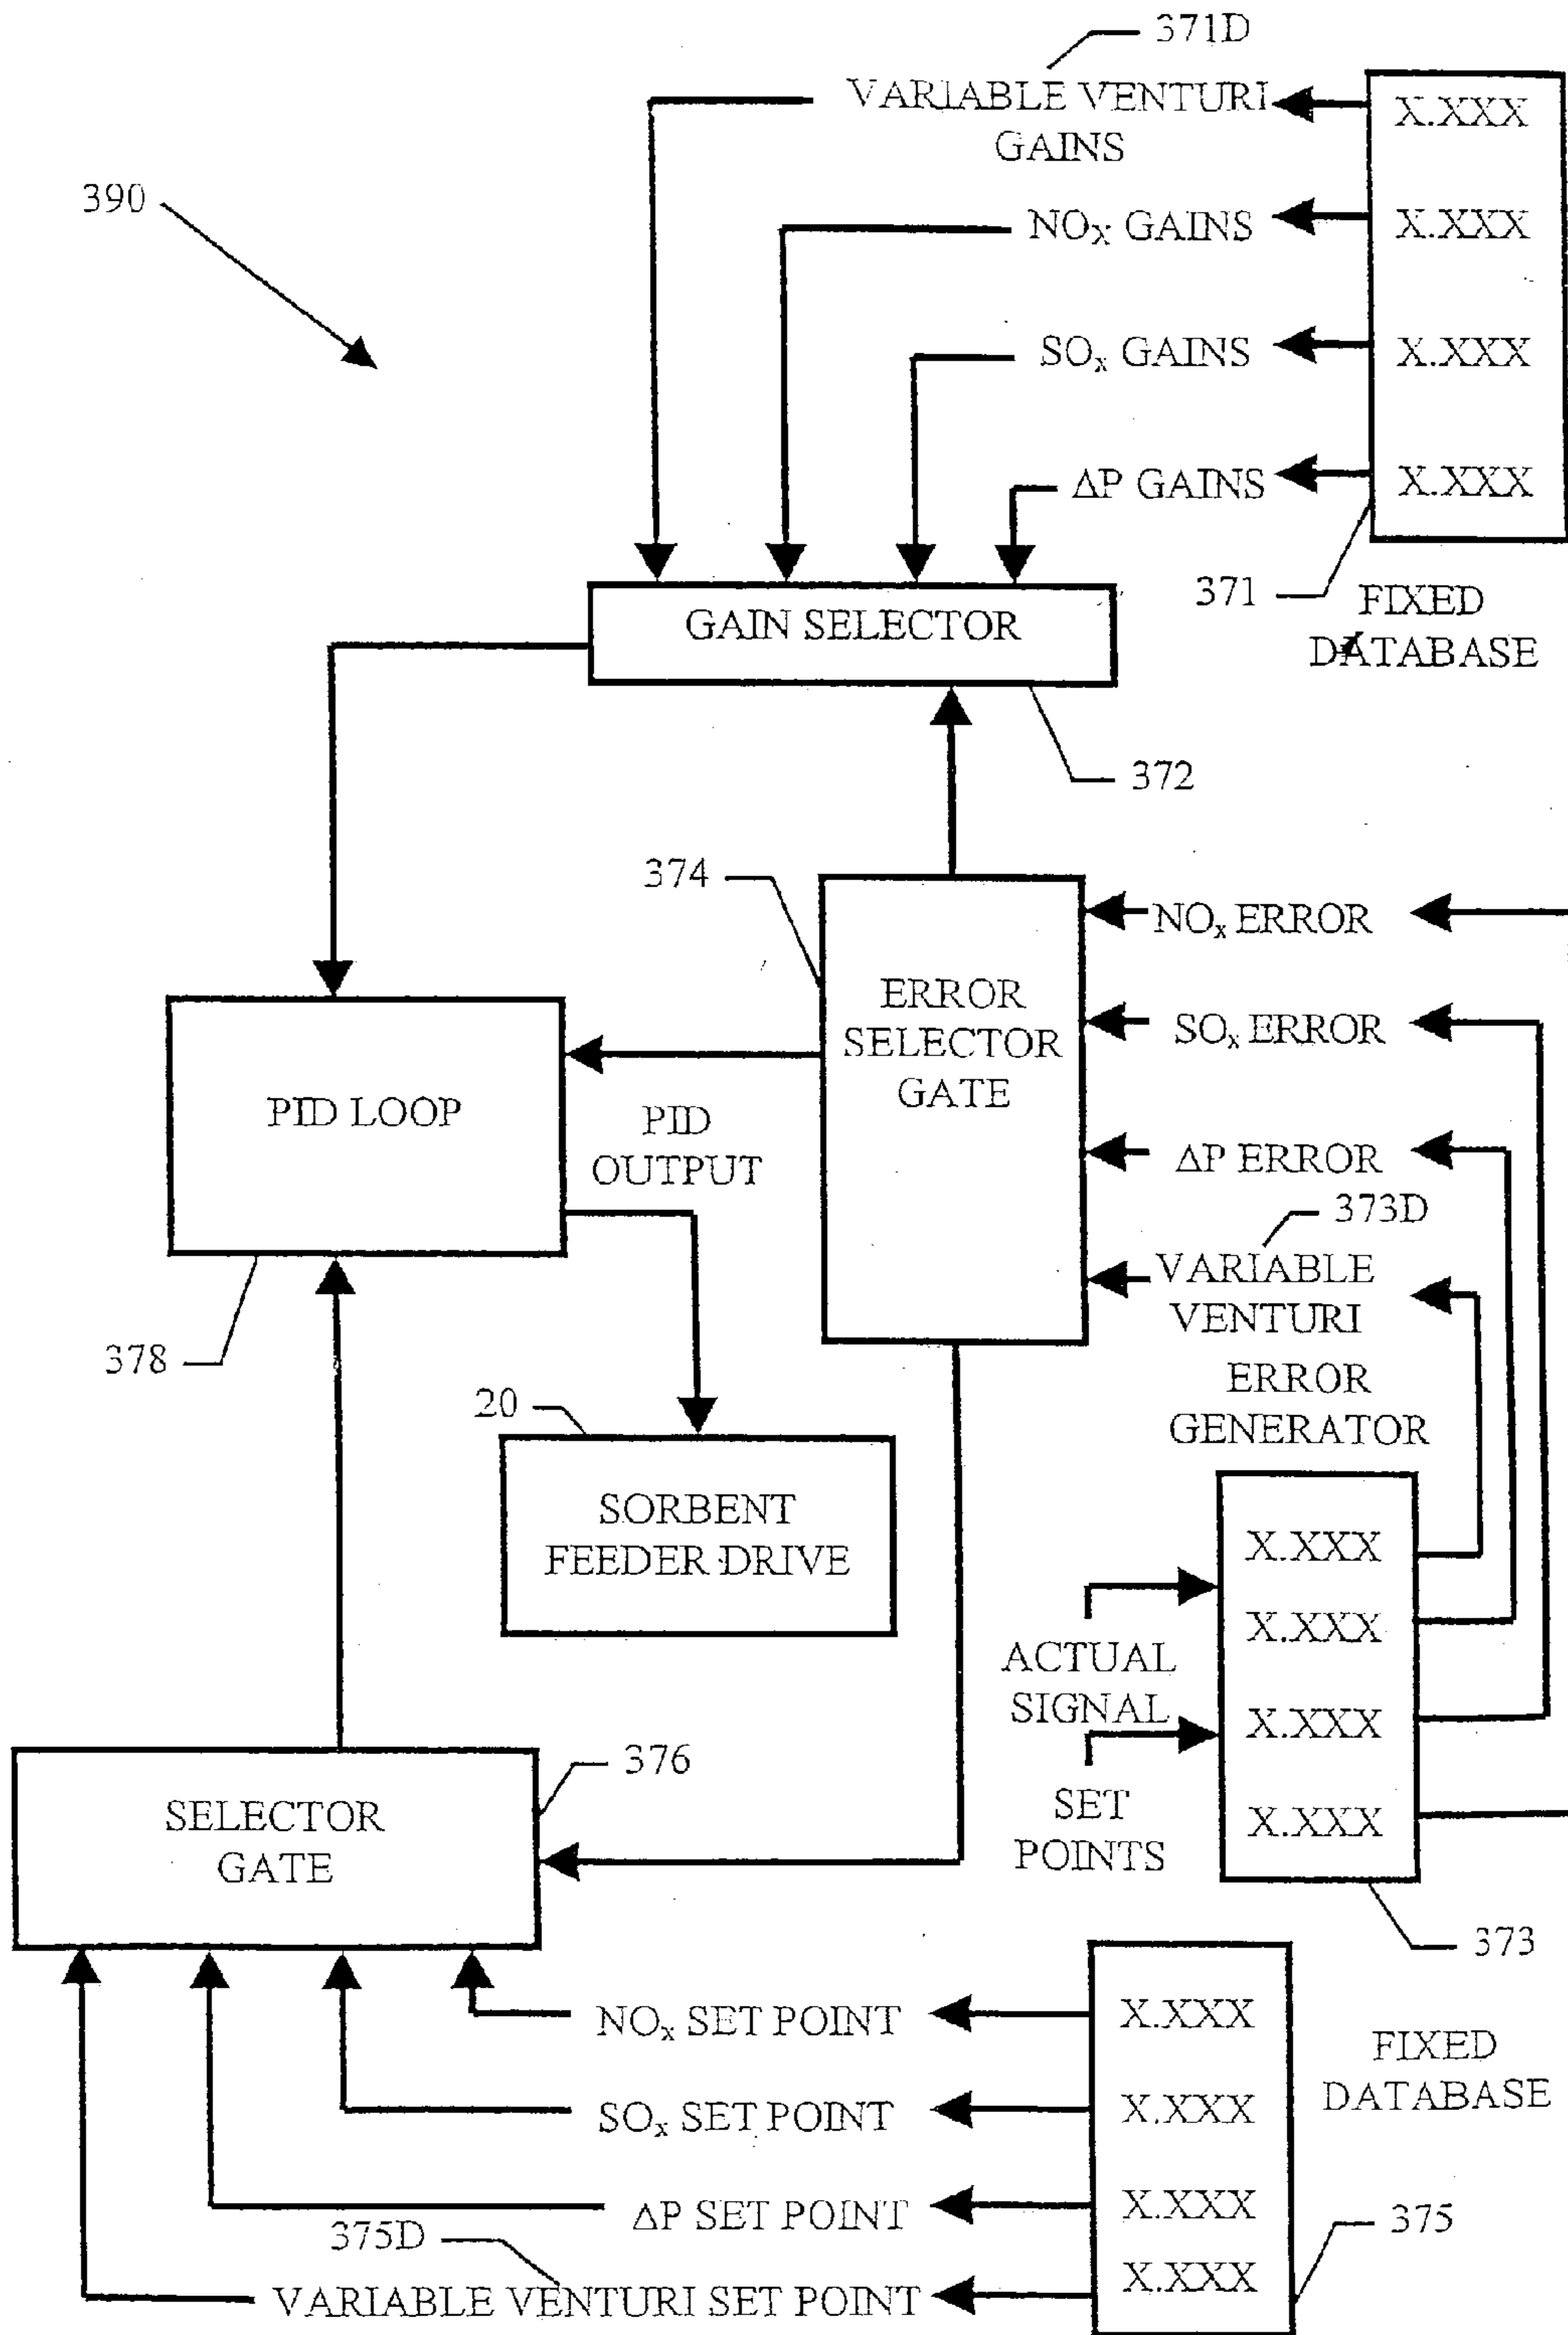 371D
VARIABLE VENTURI
GAINS
X.XXX
390
NOX GAINS
X.XXX
SOx GAINS
X.XXX
ΔP GAINS
X.XXX
371
FIXED
DATABASE
GAIN SELECTOR
372
374
NOx ERROR
ERROR
SELECTOR
GATE
SOx ERROR
PID LOOP
PID
OUTPUT
ΔP ERROR
373D
VARIABLE
VENTURI
378
ERROR
GENERATOR
20
SORBENT
FEEDER DRIVE
X.XXX
X.XXX
X.XXX
X.XXX
ACTUAL
SIGNAL
SET
POINTS
376
SELECTOR
GATE
373
NOx SET POINT
X.XXX
FIXED
DATABASE
SOx SET POINT
X.XXX
ΔP SET POINT
X.XXX
375
375D
VARIABLE VENTURI SET POINT
X.XXX